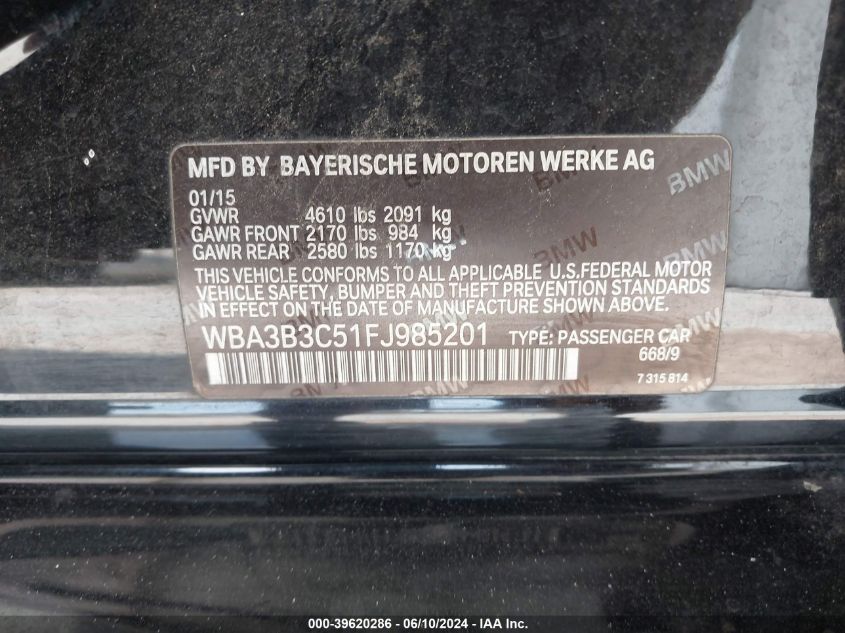 MFD BY BAYERISCHE MOTOREN WERKE AG
01/15
GVWR 4610 lbs 2091 kg
GAWR FRONT 2170 lbs 984 kg
GAWR REAR 2580 lbs 1170 kg
THIS VEHICLE CONFORMS TO ALL APPLICABLE U.S.FEDERAL MOTOR
VEHICLE SAFETY, BUMPER AND THEFT PREVENTION STANDARDS
IN EFFECT ON THE DATE OF MANUFACTURE SHOWN ABOVE.
WBA3B3C51FJ985201 TYPE: PASSENGER CAR
668/9
7 315 814
BMW
BMW
BMW
000-39620286 - 06/10/2024 - IAA Inc.